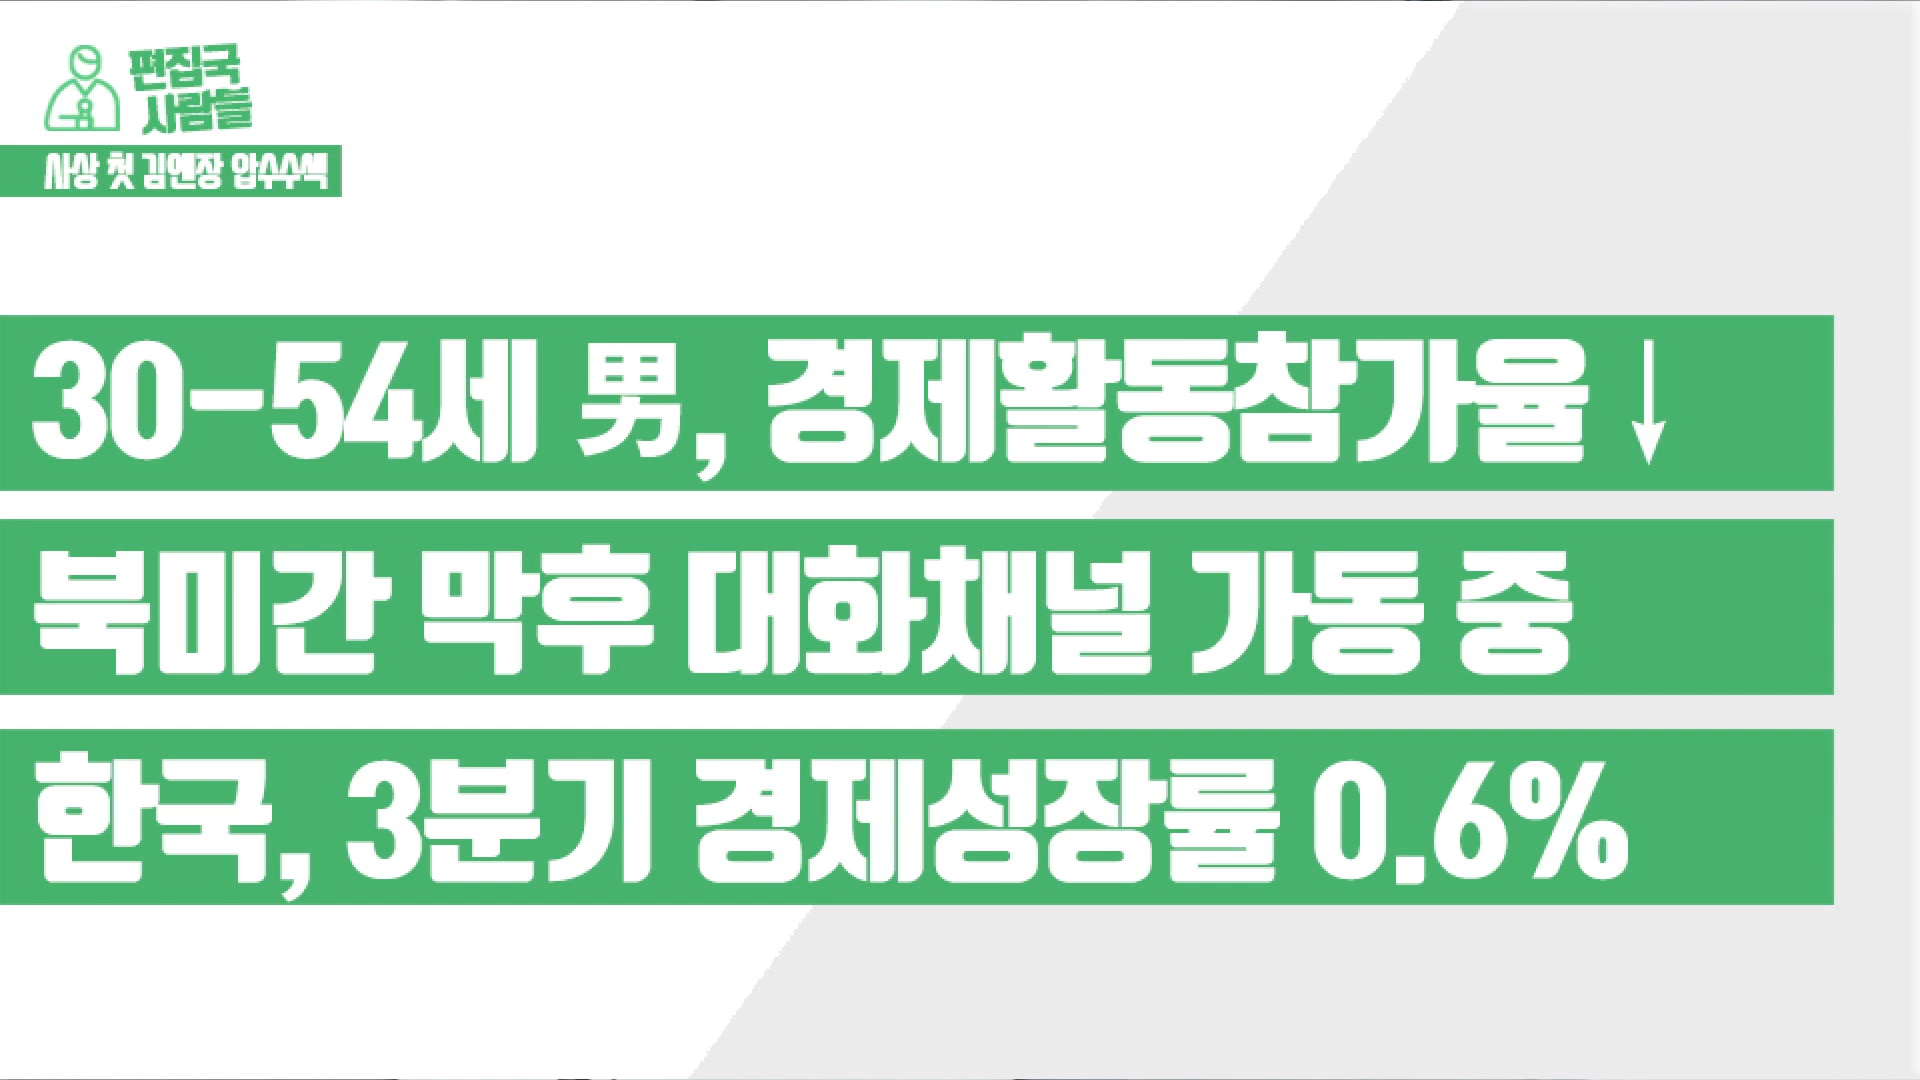 편집국
사람들
사상 첫 김앤장 압수수색
30-54세 男, 경제활동참가율 ↓
북미간 막후 대화채널 가동 중
한국, 3분기 경제성장률 0.6%